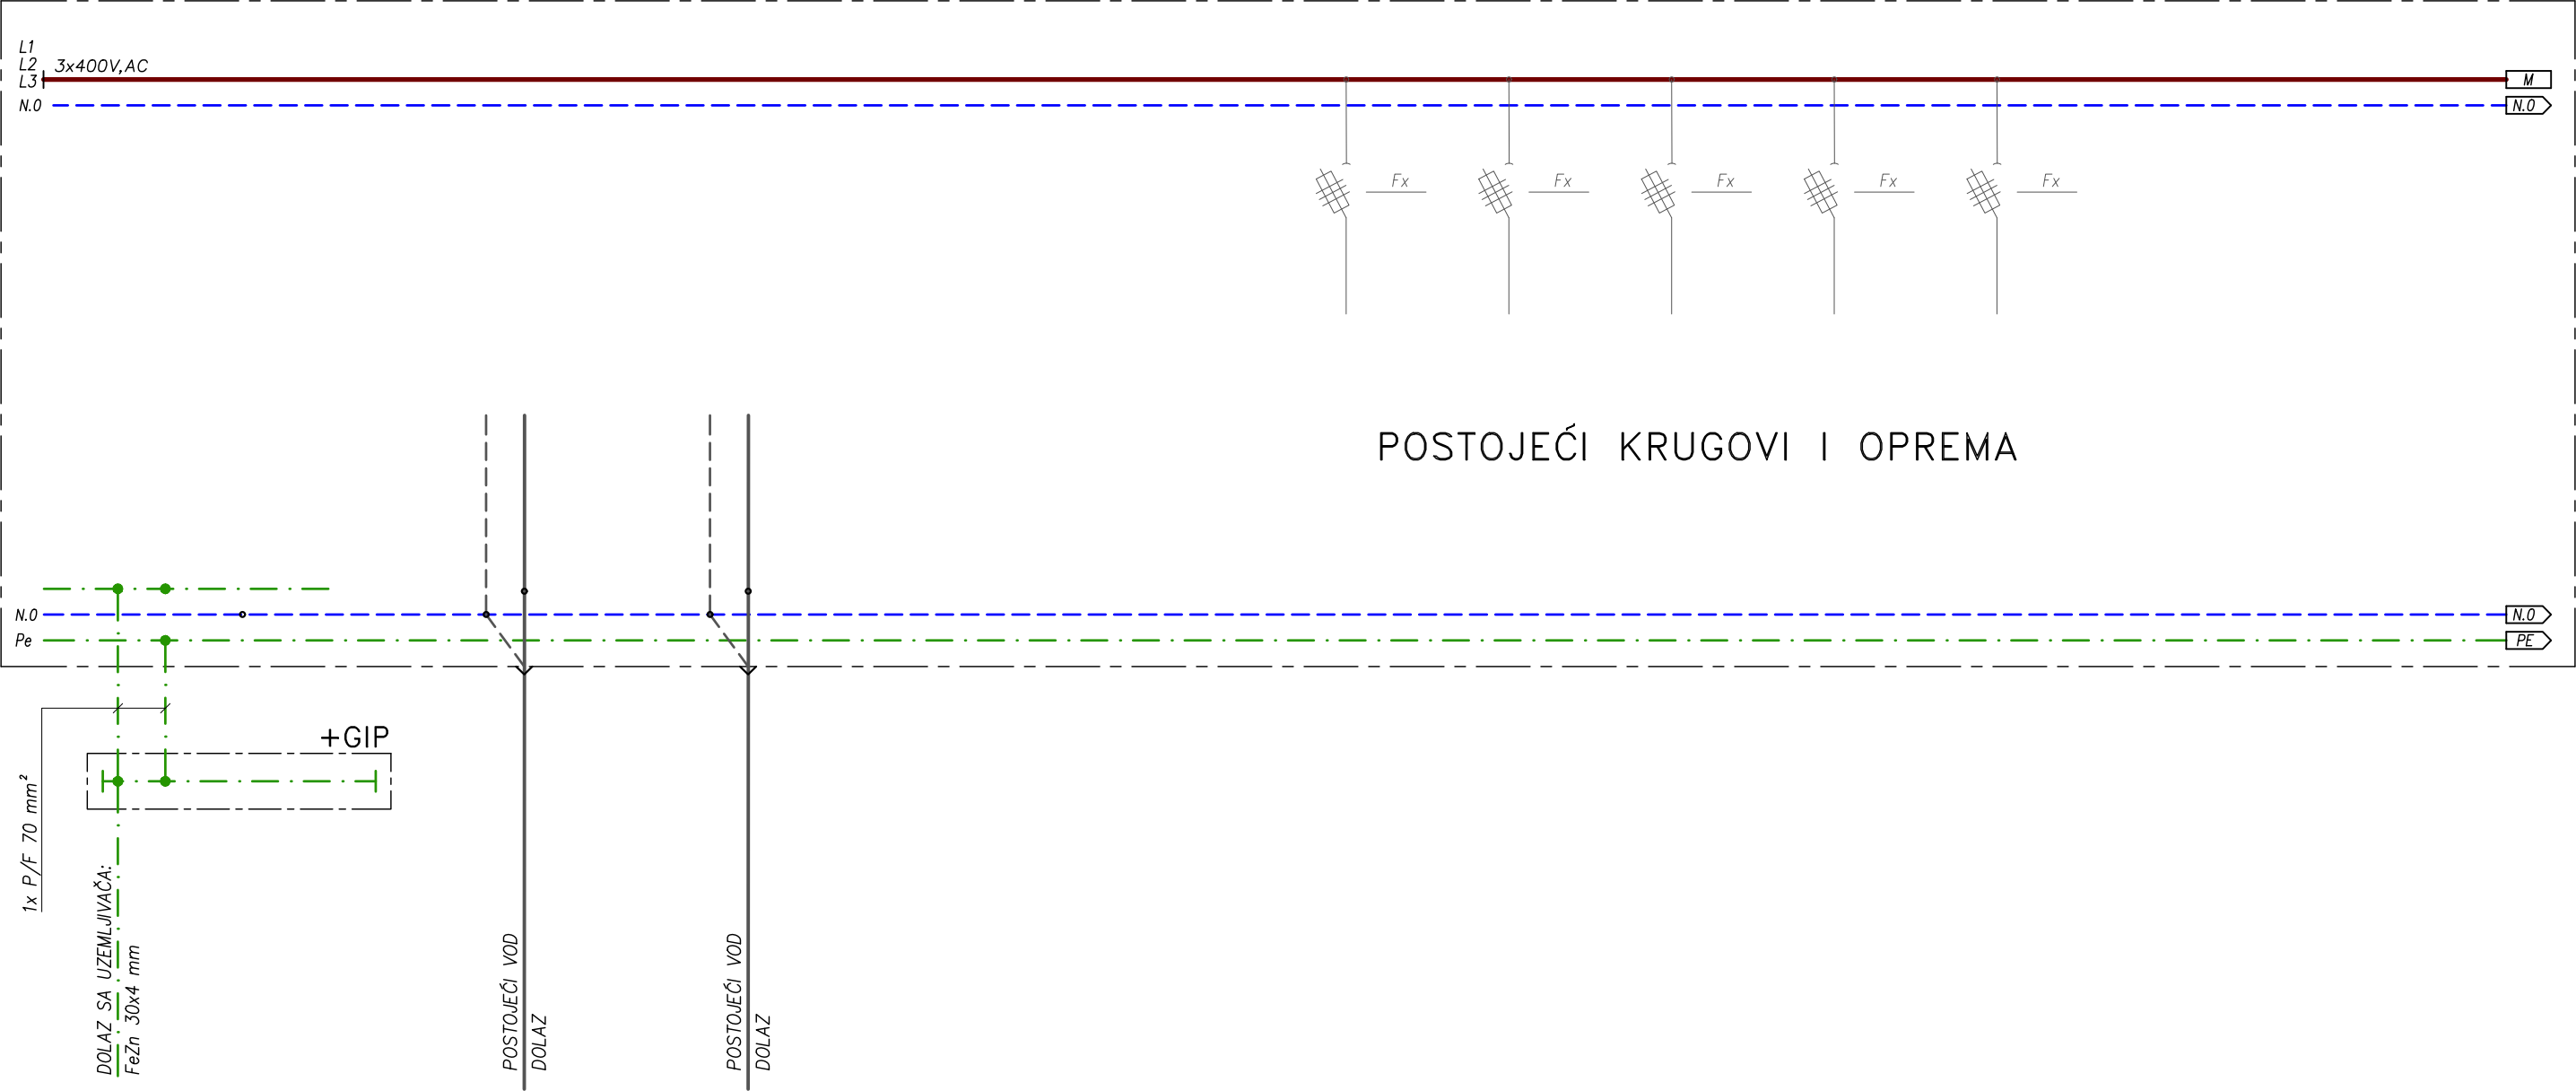 L1
L2
L3
3x400V,AC
M
N.0
N.0
Fx
Fx
Fx
Fx
Fx
POSTOJEĆI KRUGOVI I OPREMA
N.0
N.0
Pe
PE
+GIP
1x P/F 70 mm²
DOLAZ SA UZEMLJIVAČA:
FeZn 30x4 mm
POSTOJEĆI VOD
DOLAZ
POSTOJEĆI VOD
DOLAZ